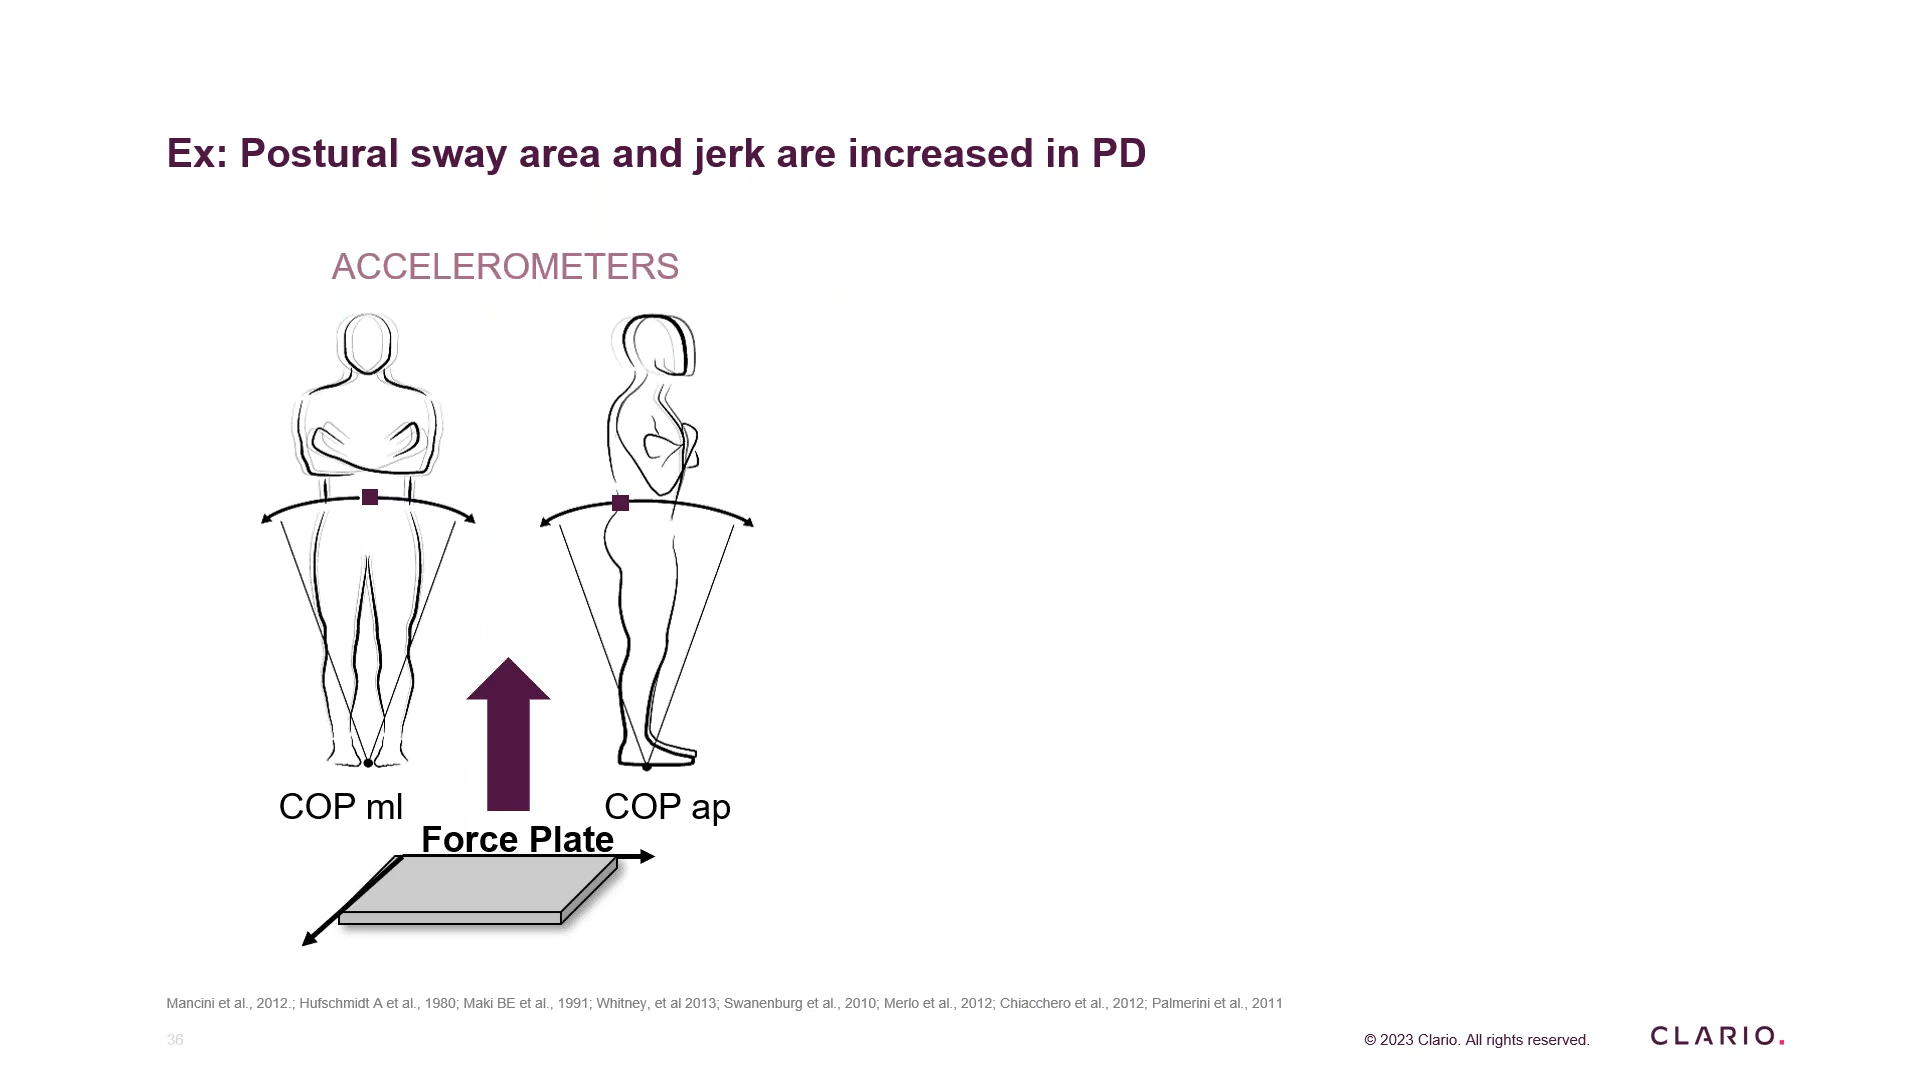 Ex: Postural sway area and jerk are increased in PD
ACCELEROMETERS
COP ml
COP ap
Force Plate
Mancini et al., 2012.; Hufschmidt A et al., 1980; Maki BE et al., 1991; Whitney, et al 2013; Swanenburg et al., 2010; Merlo et al., 2012; Chiacchero et al., 2012; Palmerini et al., 2011
36
© 2023 Clario. All rights reserved.
CLARIO.